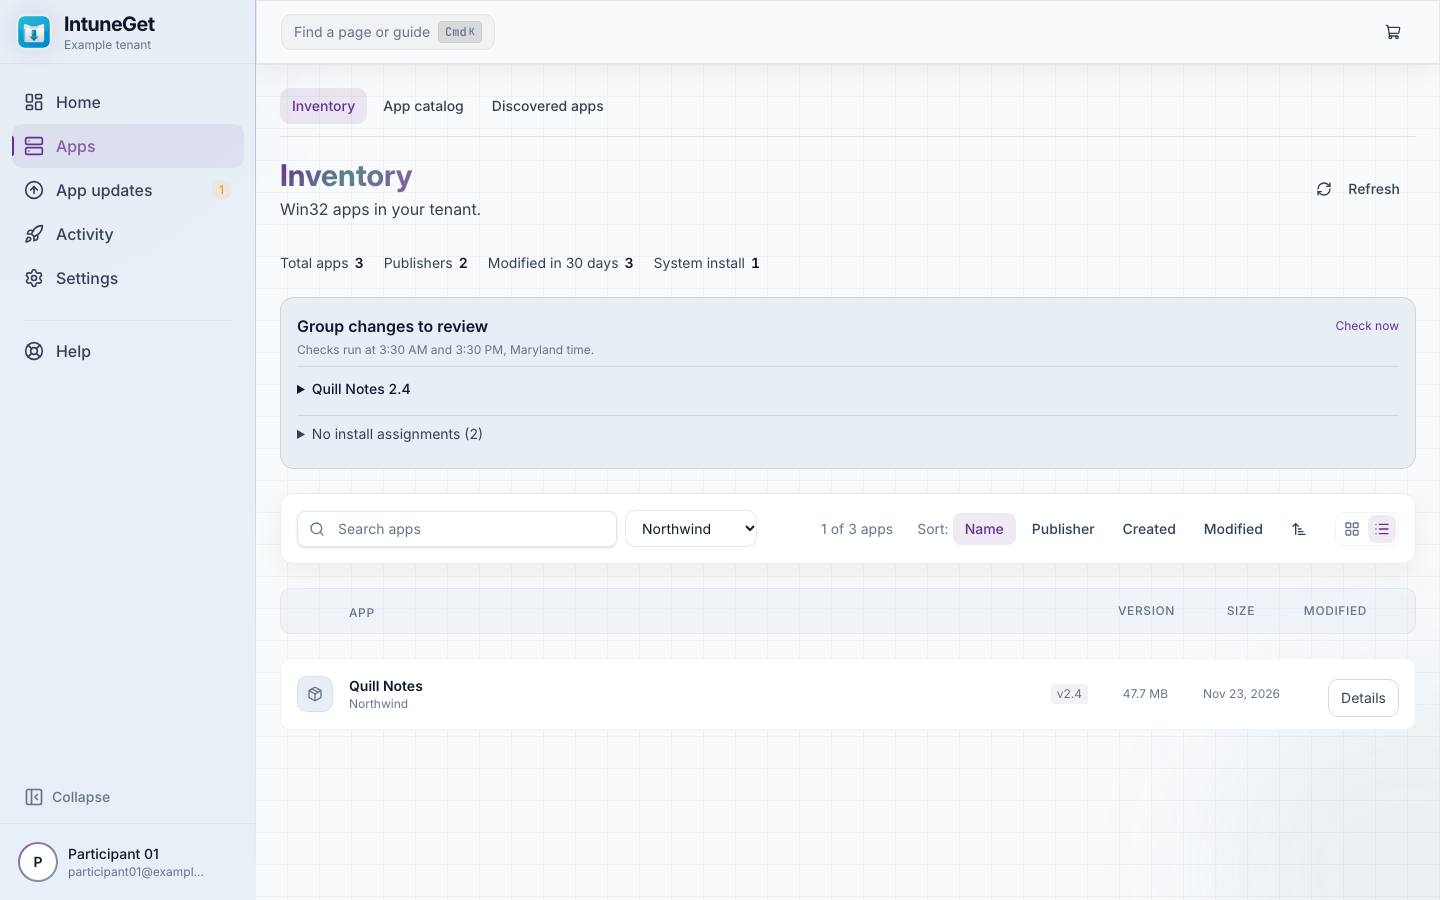 IntuneGet
Example tenant
Home
Apps
App updates 1
Activity
Settings
Help
Collapse
P
Participant 01
participant01@exampl...
Find a page or guide Cmd K
Inventory App catalog Discovered apps
Inventory
Win32 apps in your tenant.
Refresh
Total apps 3 Publishers 2 Modified in 30 days 3 System install 1
Group changes to review
Check now
Checks run at 3:30 AM and 3:30 PM, Maryland time.
Quill Notes 2.4
No install assignments (2)
Search apps Northwind 1 of 3 apps Sort: Name Publisher Created Modified
APP VERSION SIZE MODIFIED
Quill Notes
Northwind
v2.4 47.7 MB Nov 23, 2026 Details